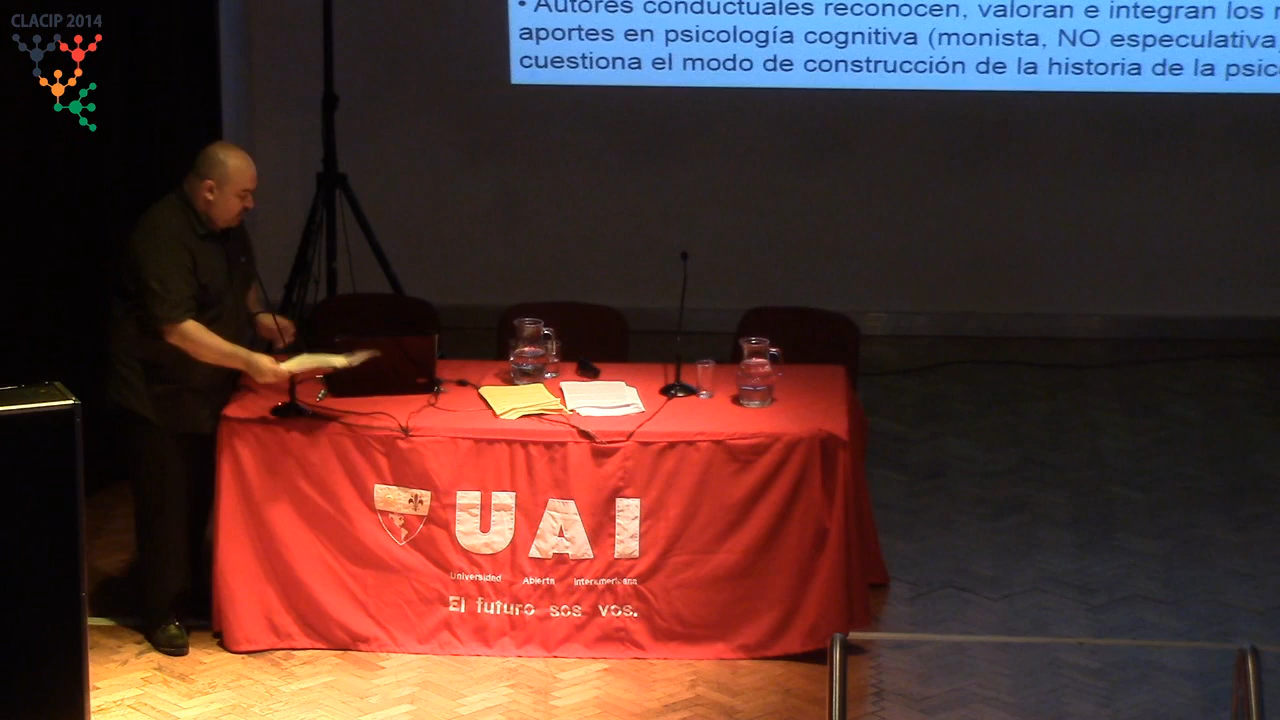 CLACIP 2014
• Autores conductuales reconocen, valoran e integran los
aportes en psicología cognitiva (monista, NO especulativa
cuestiona el modo de construcción de la historia de la
UAI
Universidad Abierta Interamericana
El futuro sos vos.